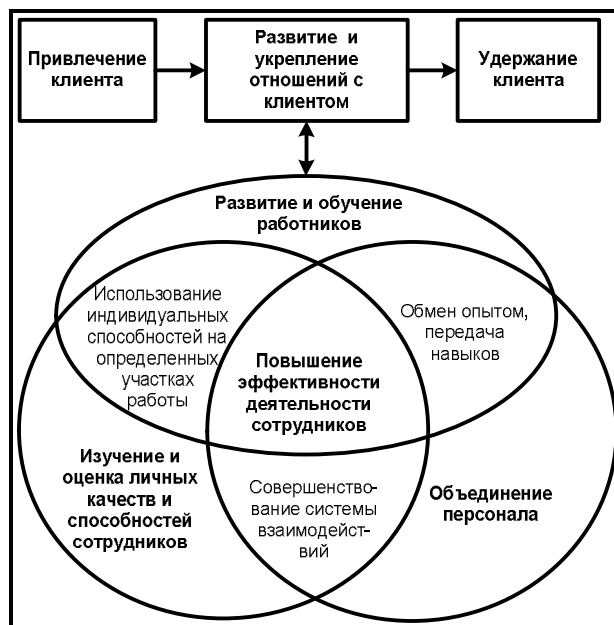 Привлечение
клиента
Развитие и
укрепление
отношений с
клиентом
Удержание
клиента
Развитие и обучение
работников
Использование
индивидуальных
способностей на
определенных
участках
работы
Обмен опытом,
передача
навыков
Повышение
эффективности
деятельности
сотрудников
Изучение и
оценка личных
качеств и
способностей
сотрудников
Совершенство-
вание системы
взаимодейст-
вий
Объединение
персонала